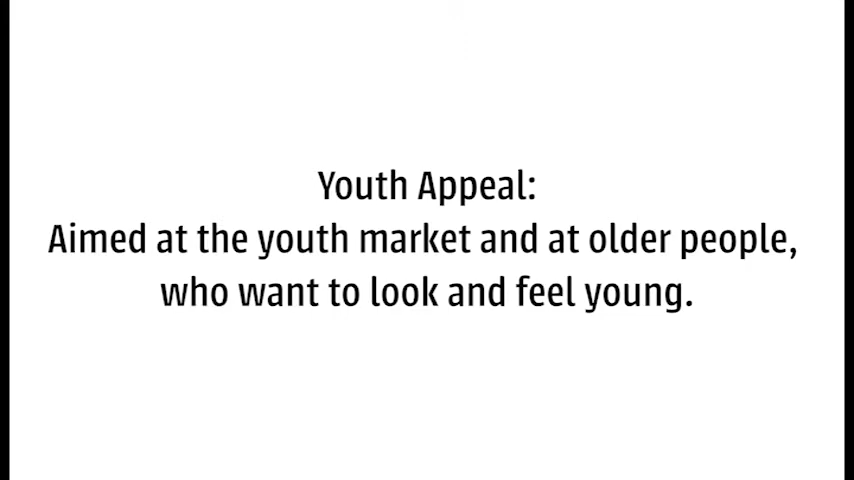 Youth Appeal:
Aimed at the youth market and at older people,
who want to look and feel young.